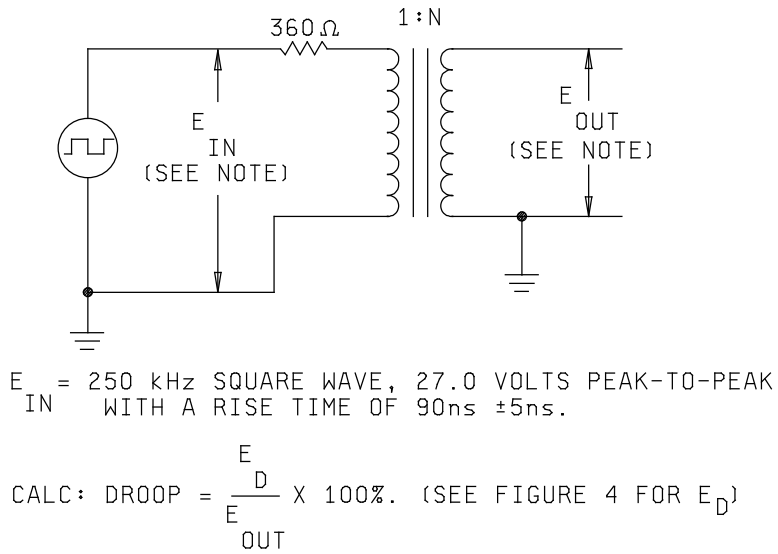 360Ω
1:N
E IN
(SEE NOTE)
E OUT
(SEE NOTE)
E IN = 250 kHz SQUARE WAVE, 27.0 VOLTS PEAK-TO-PEAK
WITH A RISE TIME OF 90ns ±5ns.
CALC: DROOP = E D / E OUT X 100%. (SEE FIGURE 4 FOR E D)